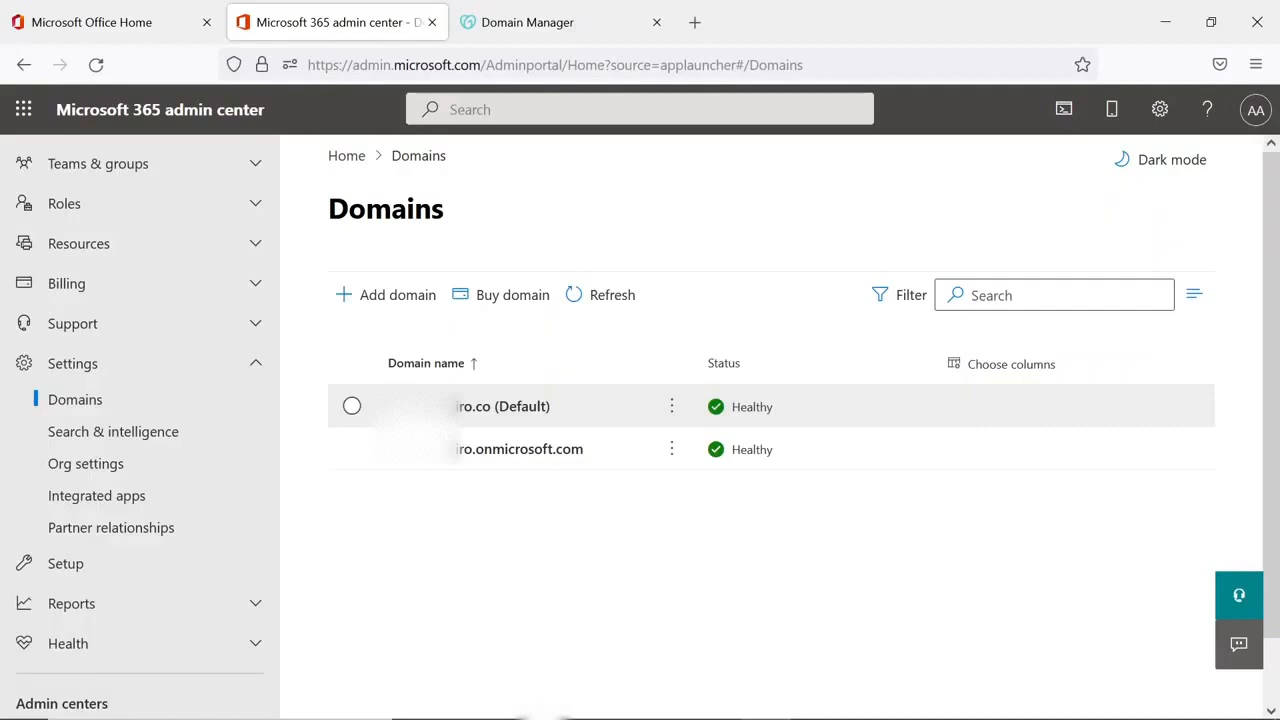 Microsoft Office Home
Microsoft 365 admin center - D
Domain Manager
https://admin.microsoft.com/Adminportal/Home?source=applauncher#/Domains
Microsoft 365 admin center
Search
AA
Teams & groups
Roles
Resources
Billing
Support
Settings
Domains
Search & intelligence
Org settings
Integrated apps
Partner relationships
Setup
Reports
Health
Admin centers
Home > Domains
Dark mode
Domains
Add domain
Buy domain
Refresh
Filter
Search
Domain name ↑
Status
Choose columns
iro.co (Default)
Healthy
iro.onmicrosoft.com
Healthy